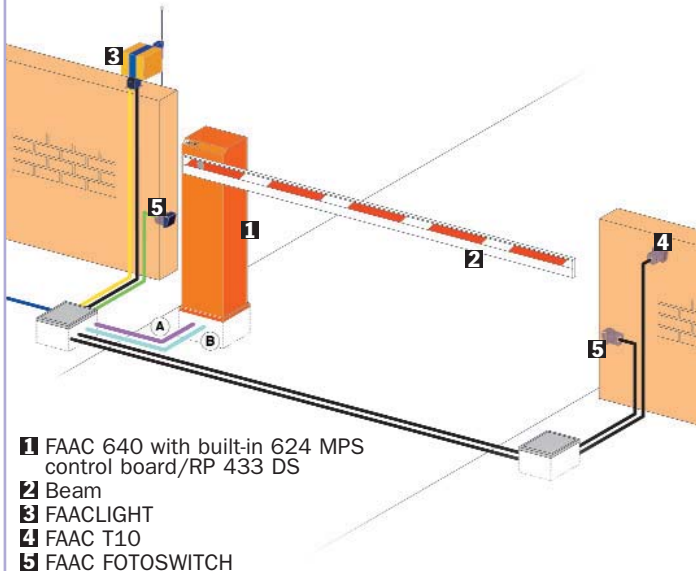 3
5
1
4
2
5
A
B
1 FAAC 640 with built-in 624 MPS
control board/RP 433 DS
2 Beam
3 FAACLIGHT
4 FAAC T10
5 FAAC FOTOSWITCH